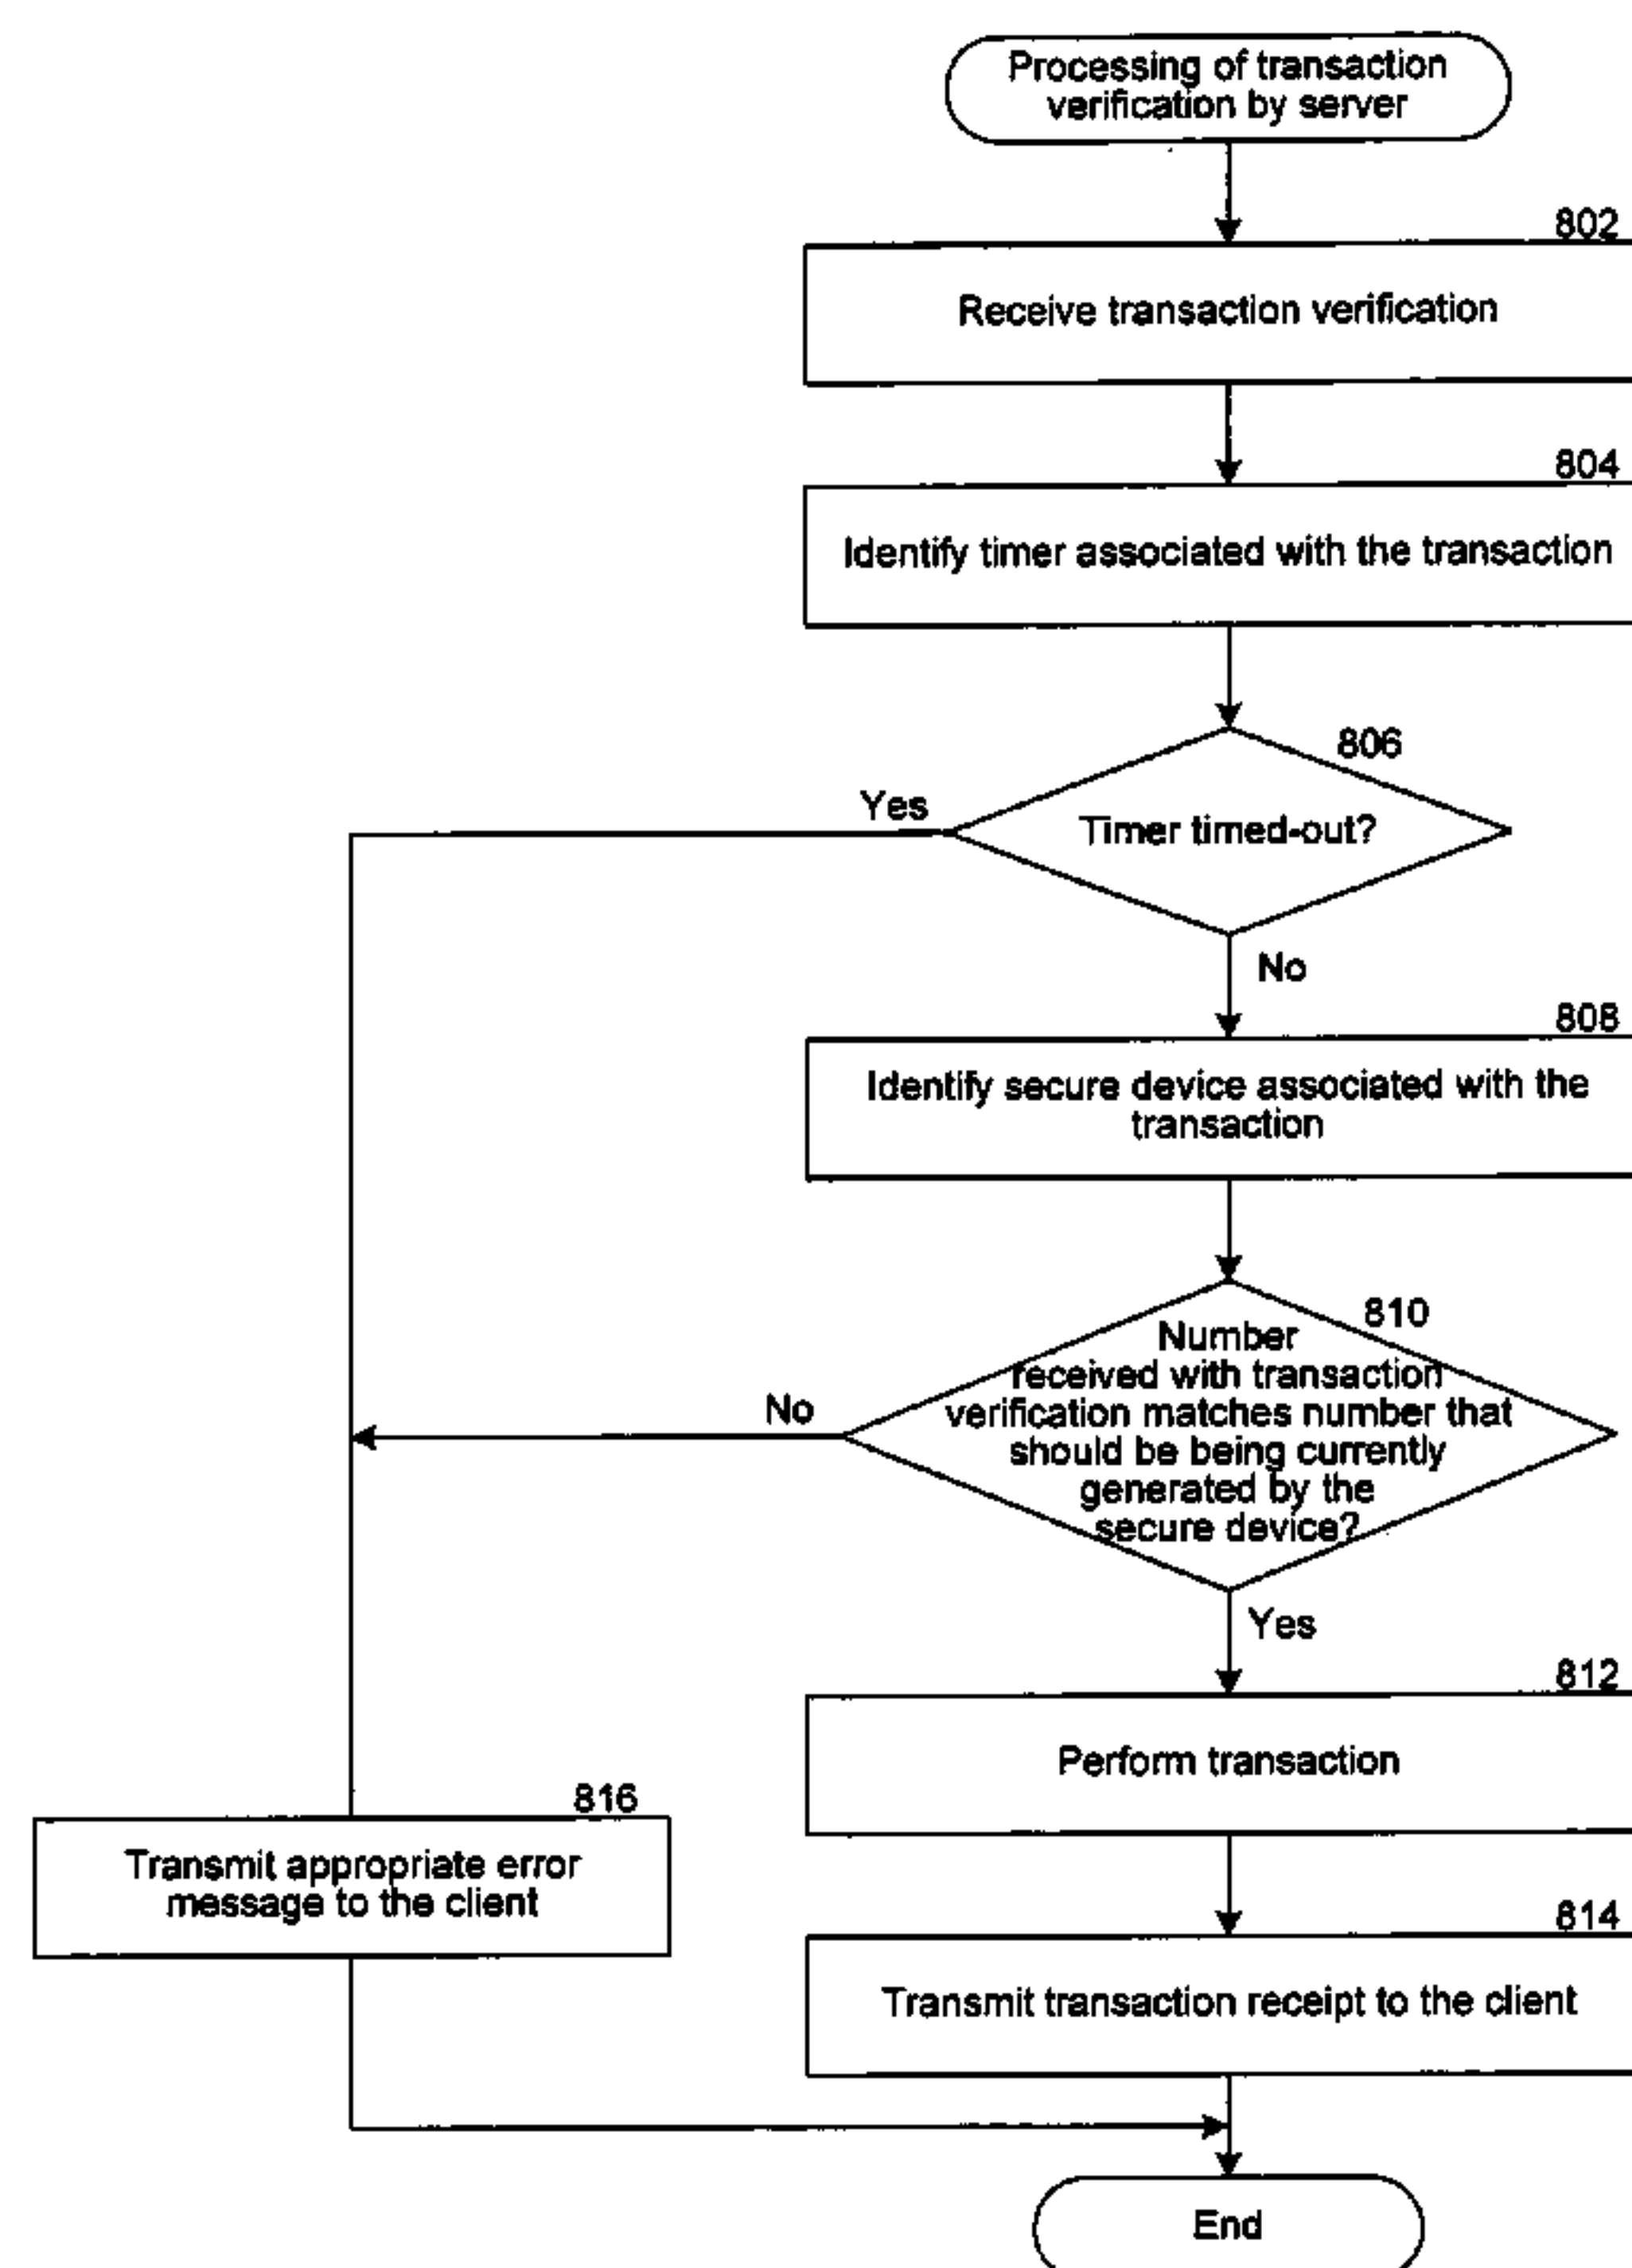 Processing of transaction
verification by server
802
Receive transaction verification
804
Identify timer associated with the transaction
806
Yes
Timer timed-out?
No
808
Identify secure device associated with the
transaction
810
Number
received with transaction
verification matches number that
should be being currently
generated by the
secure device?
No
Yes
812
Perform transaction
816
Transmit appropriate error
message to the client
814
Transmit transaction receipt to the client
End